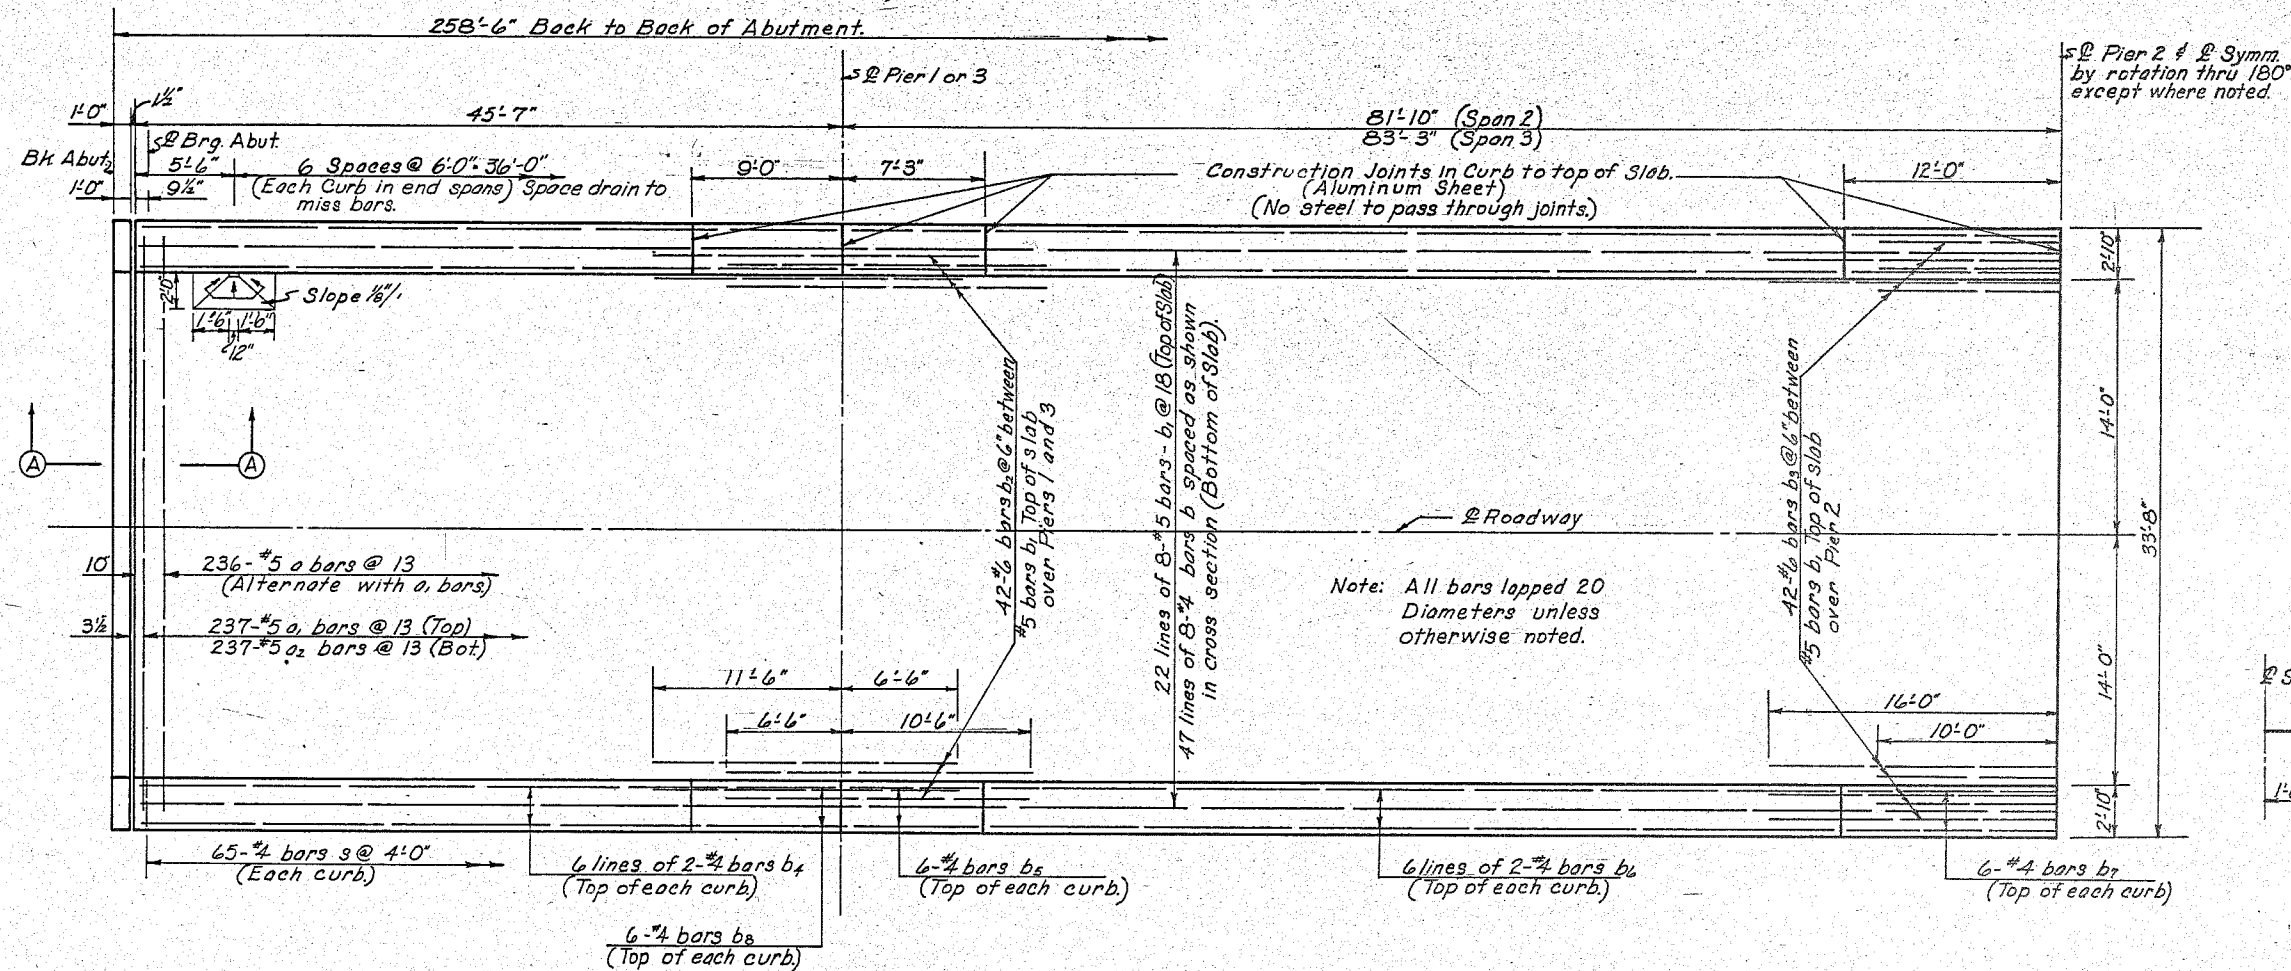 258'-6" Back to Back of Abutment.
℄ Pier 1 or 3
℄ Pier 2 & ℄ Symm.
by rotation thru 180°
except where noted.
1'-0"
1½"
45'-7"
81'-10" (Span 2)
83'-3" (Span 3)
℄ Brg. Abut.
Bk Abut.
5'-6"
6 Spaces @ 6'-0"= 36'-0"
(Each Curb in end spans) Space drain to
miss bars.
1'-0"
9½"
9'-0"
7'-3"
Construction Joints in Curb to top of Slab.
(Aluminum Sheet)
(No steel to pass through joints.)
12'-0"
2'-0"
Slope ⅛"/1
1'-6"
1'-6"
12"
2'-10"
14'-0"
33'-8"
14'-0"
2'-10"
42-#6 bars b2 @ 6" between
#5 bars b, Top of slab
over Piers 1 and 3
22 lines of 8-#5 bars - b, @ 18 (Top of Slab)
47 lines of 8-#4 bars b spaced as shown
in cross section (Bottom of Slab).
42-#6 bars b3 @ 6" between
#5 bars b, Top of slab
over Pier 2
A
A
℄ Roadway
10
236-#5 a bars @ 13
(Alternate with a, bars)
3½
237-#5 a, bars @ 13 (Top)
237-#5 a2 bars @ 13 (Bot.)
Note: All bars lapped 20
Diameters unless
otherwise noted.
11'-6"
6'-6"
6'-6"
10'-6"
16'-0"
10'-0"
℄ S
65-#4 bars s @ 4'-0"
(Each curb.)
6 lines of 2-#4 bars b4
(Top of each curb.)
6-#4 bars b5
(Top of each curb.)
6 lines of 2-#4 bars b6
(Top of each curb.)
6-#4 bars b7
(Top of each curb)
6-#4 bars b8
(Top of each curb.)